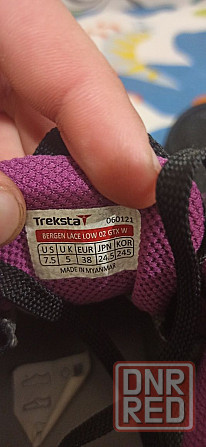 Treksta 060121
BERGEN LACE LOW 02 GTX W
US UK EUR JPN KOR
7.5 5 38 24.5 245
MADE IN MYANMAR
DNR
RED